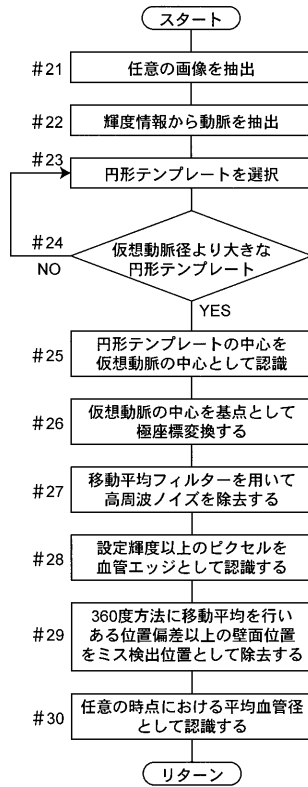 スタート
#21
任意の画像を抽出
#22
輝度情報から動脈を抽出
#23
円形テンプレートを選択
#24
仮想動脈径より大きな
円形テンプレート
NO
YES
#25
円形テンプレートの中心を
仮想動脈の中心として認識
#26
仮想動脈の中心を基点として
極座標変換する
#27
移動平均フィルターを用いて
高周波ノイズを除去する
#28
設定輝度以上のピクセルを
血管エッジとして認識する
#29
360度方法に移動平均を行い
ある位置偏差以上の壁面位置
をミス検出位置として除去する
#30
任意の時点における平均血管径
として認識する
リターン